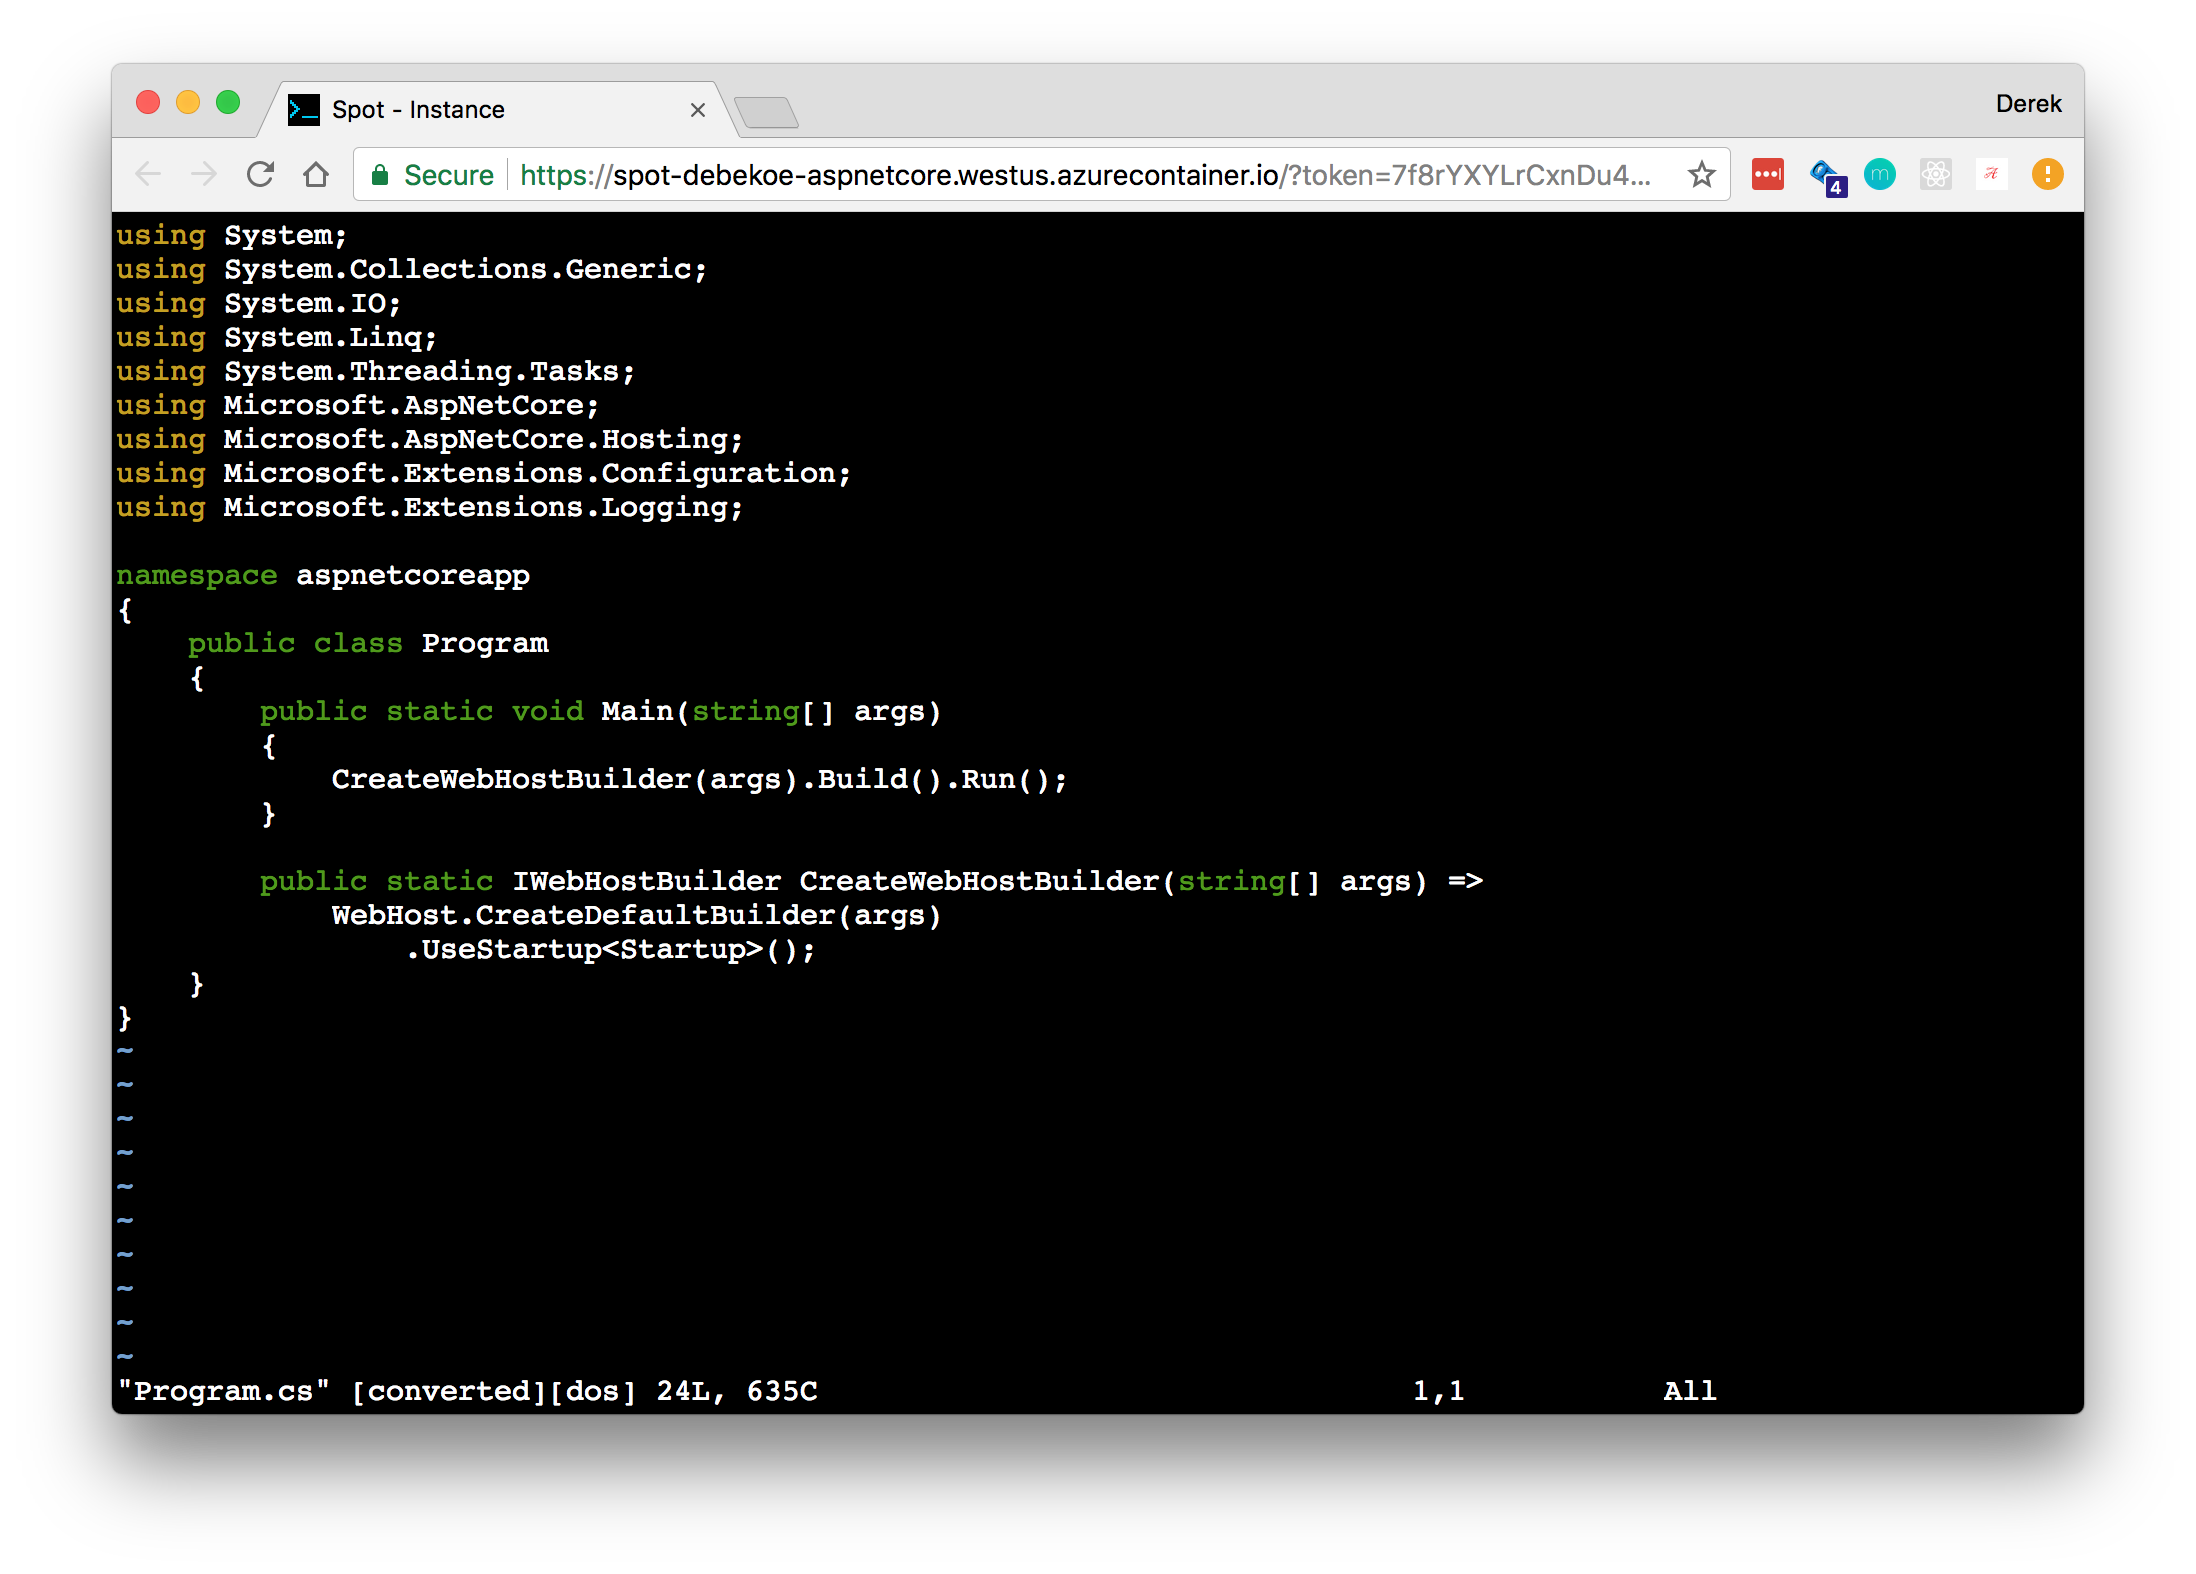 Spot - Instance
Derek
Secure https://spot-debekoe-aspnetcore.westus.azurecontainer.io/?token=7f8rYXYLrCxnDu4...
4
m
using System;
using System.Collections.Generic;
using System.IO;
using System.Linq;
using System.Threading.Tasks;
using Microsoft.AspNetCore;
using Microsoft.AspNetCore.Hosting;
using Microsoft.Extensions.Configuration;
using Microsoft.Extensions.Logging;

namespace aspnetcoreapp
{
    public class Program
    {
        public static void Main(string[] args)
        {
            CreateWebHostBuilder(args).Build().Run();
        }

        public static IWebHostBuilder CreateWebHostBuilder(string[] args) =>
            WebHost.CreateDefaultBuilder(args)
                .UseStartup<Startup>();
    }
}
~
~
~
~
~
~
~
~
~
~
"Program.cs" [converted][dos] 24L, 635C 1,1 All